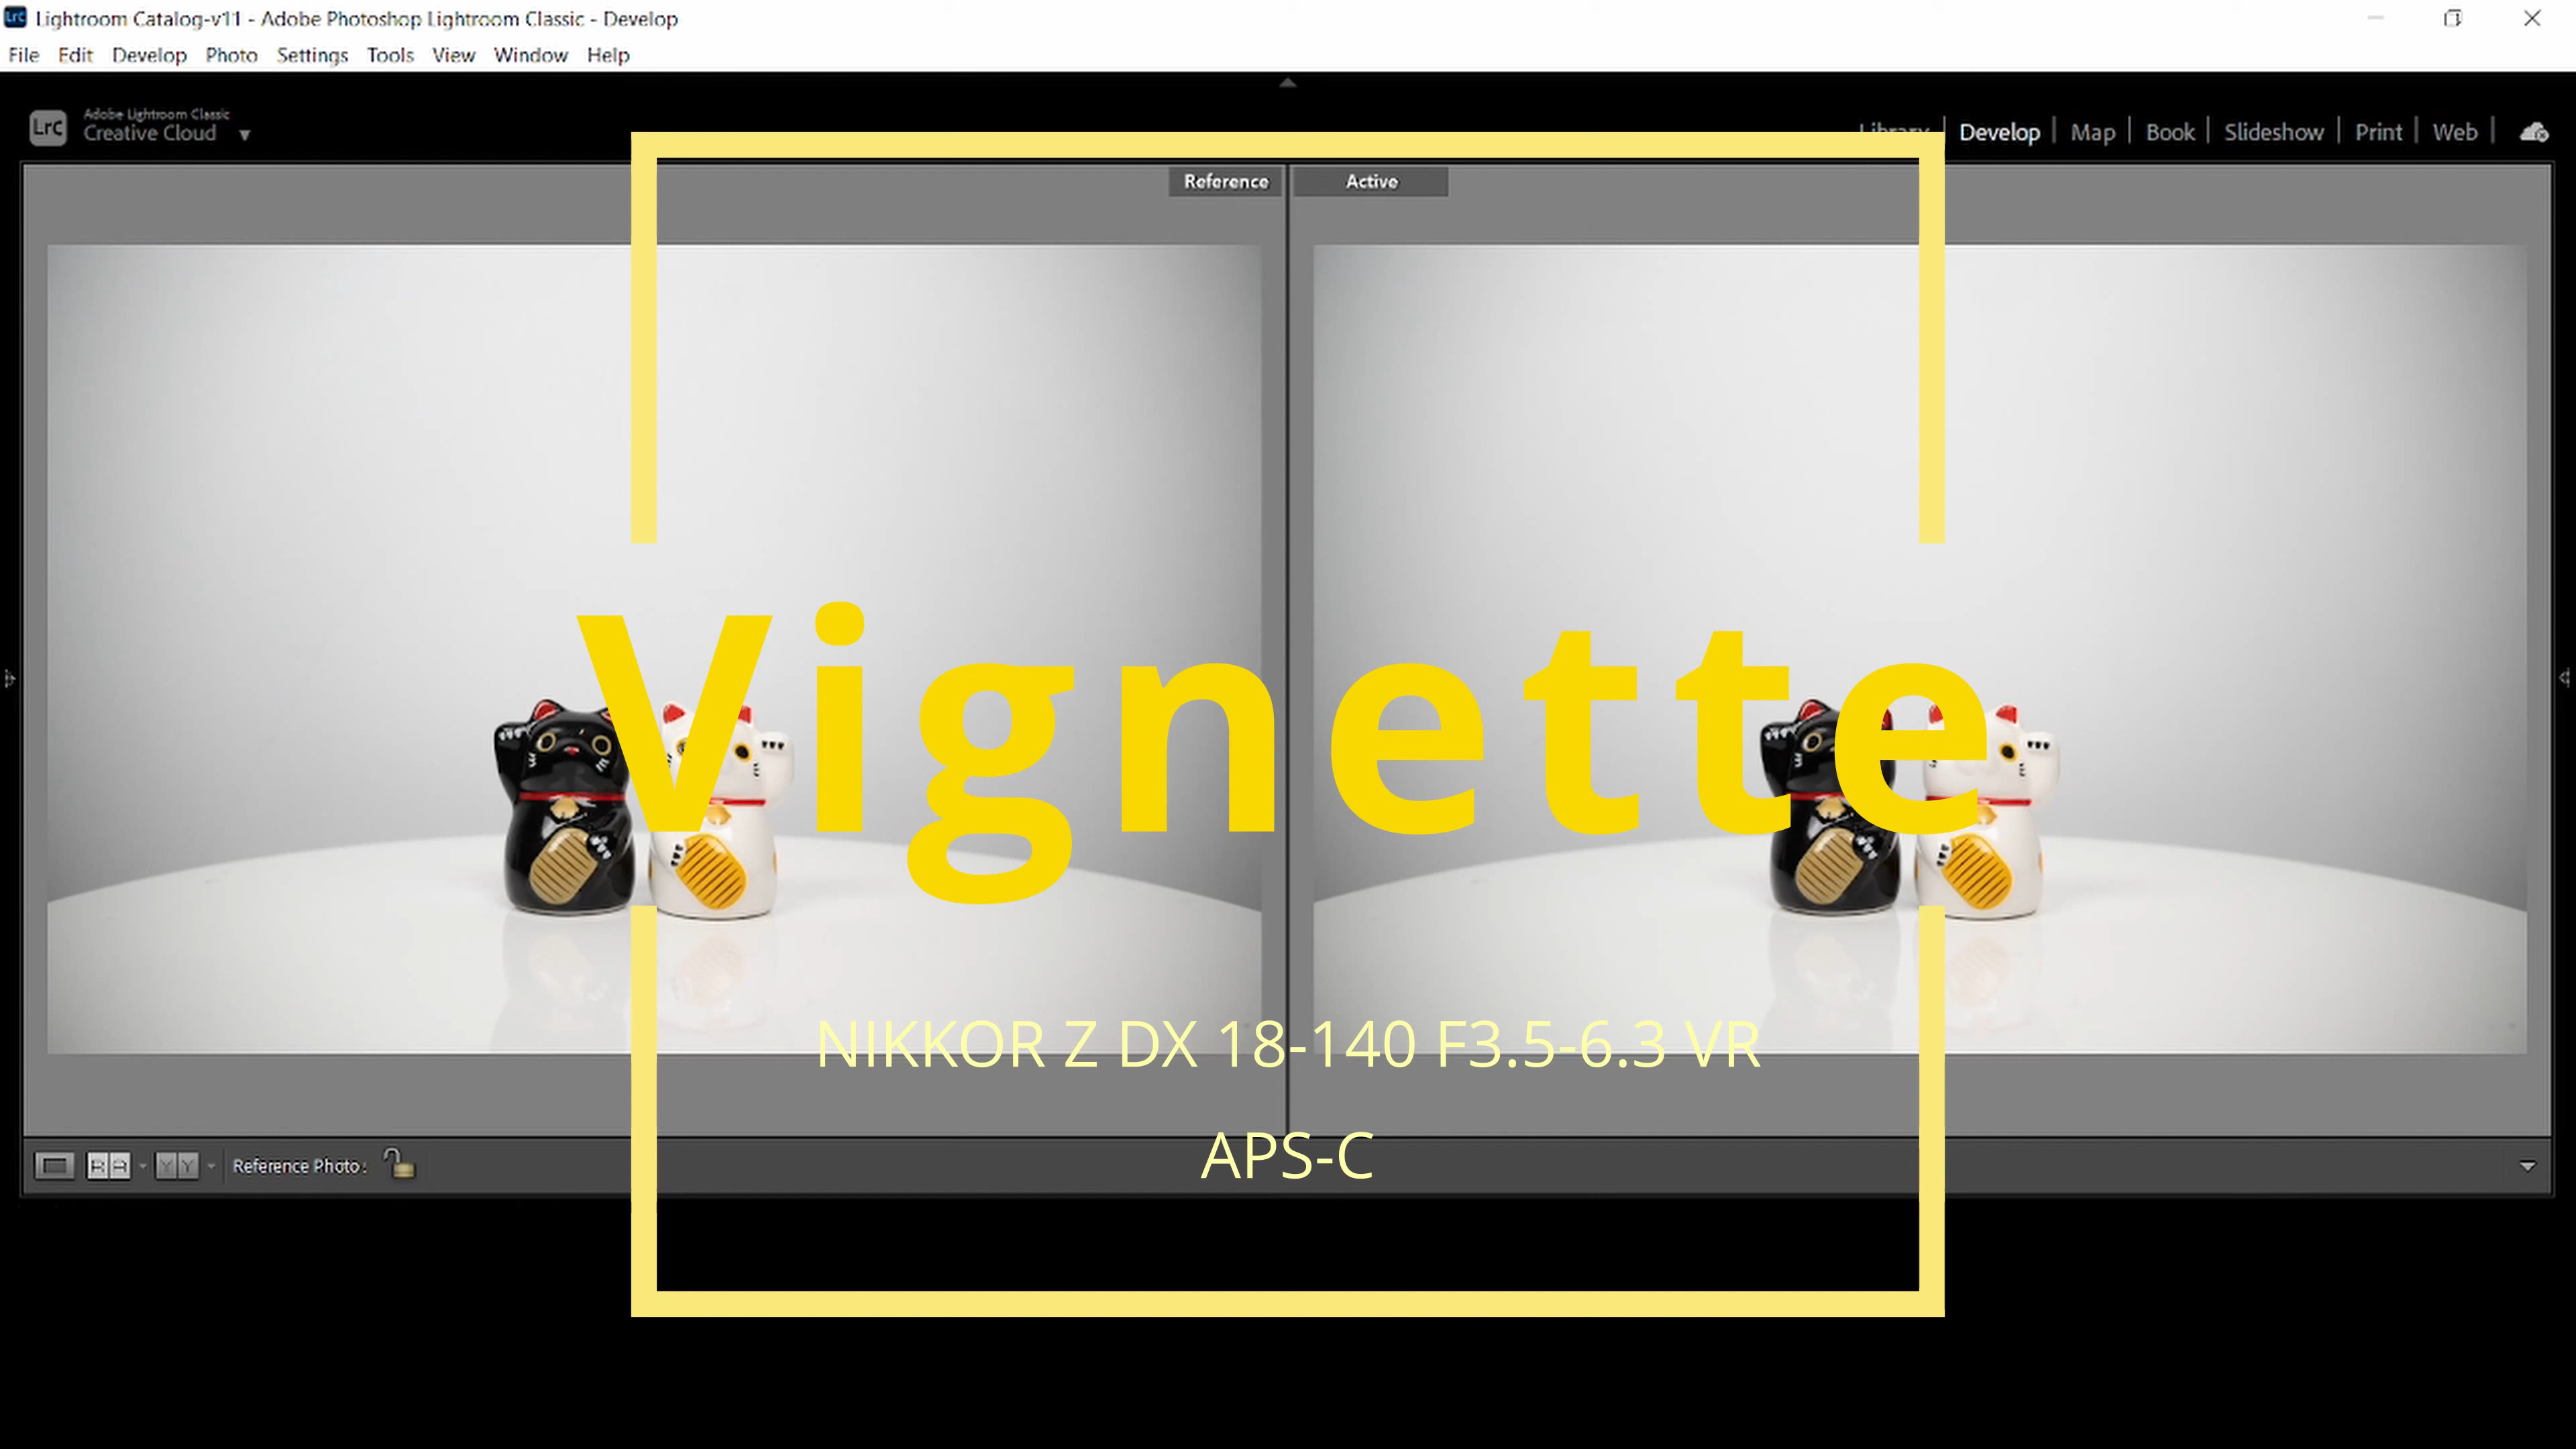 Lightroom Catalog-v11 - Adobe Photoshop Lightroom Classic - Develop
File Edit Develop Photo Settings Tools View Window Help
Lrc
Adobe Lightroom Classic
Creative Cloud
Library | Develop | Map | Book | Slideshow | Print | Web |
Reference
Active
Vignette
NIKKOR Z DX 18-140 F3.5-6.3 VR
APS-C
R A
Y Y
Reference Photo: